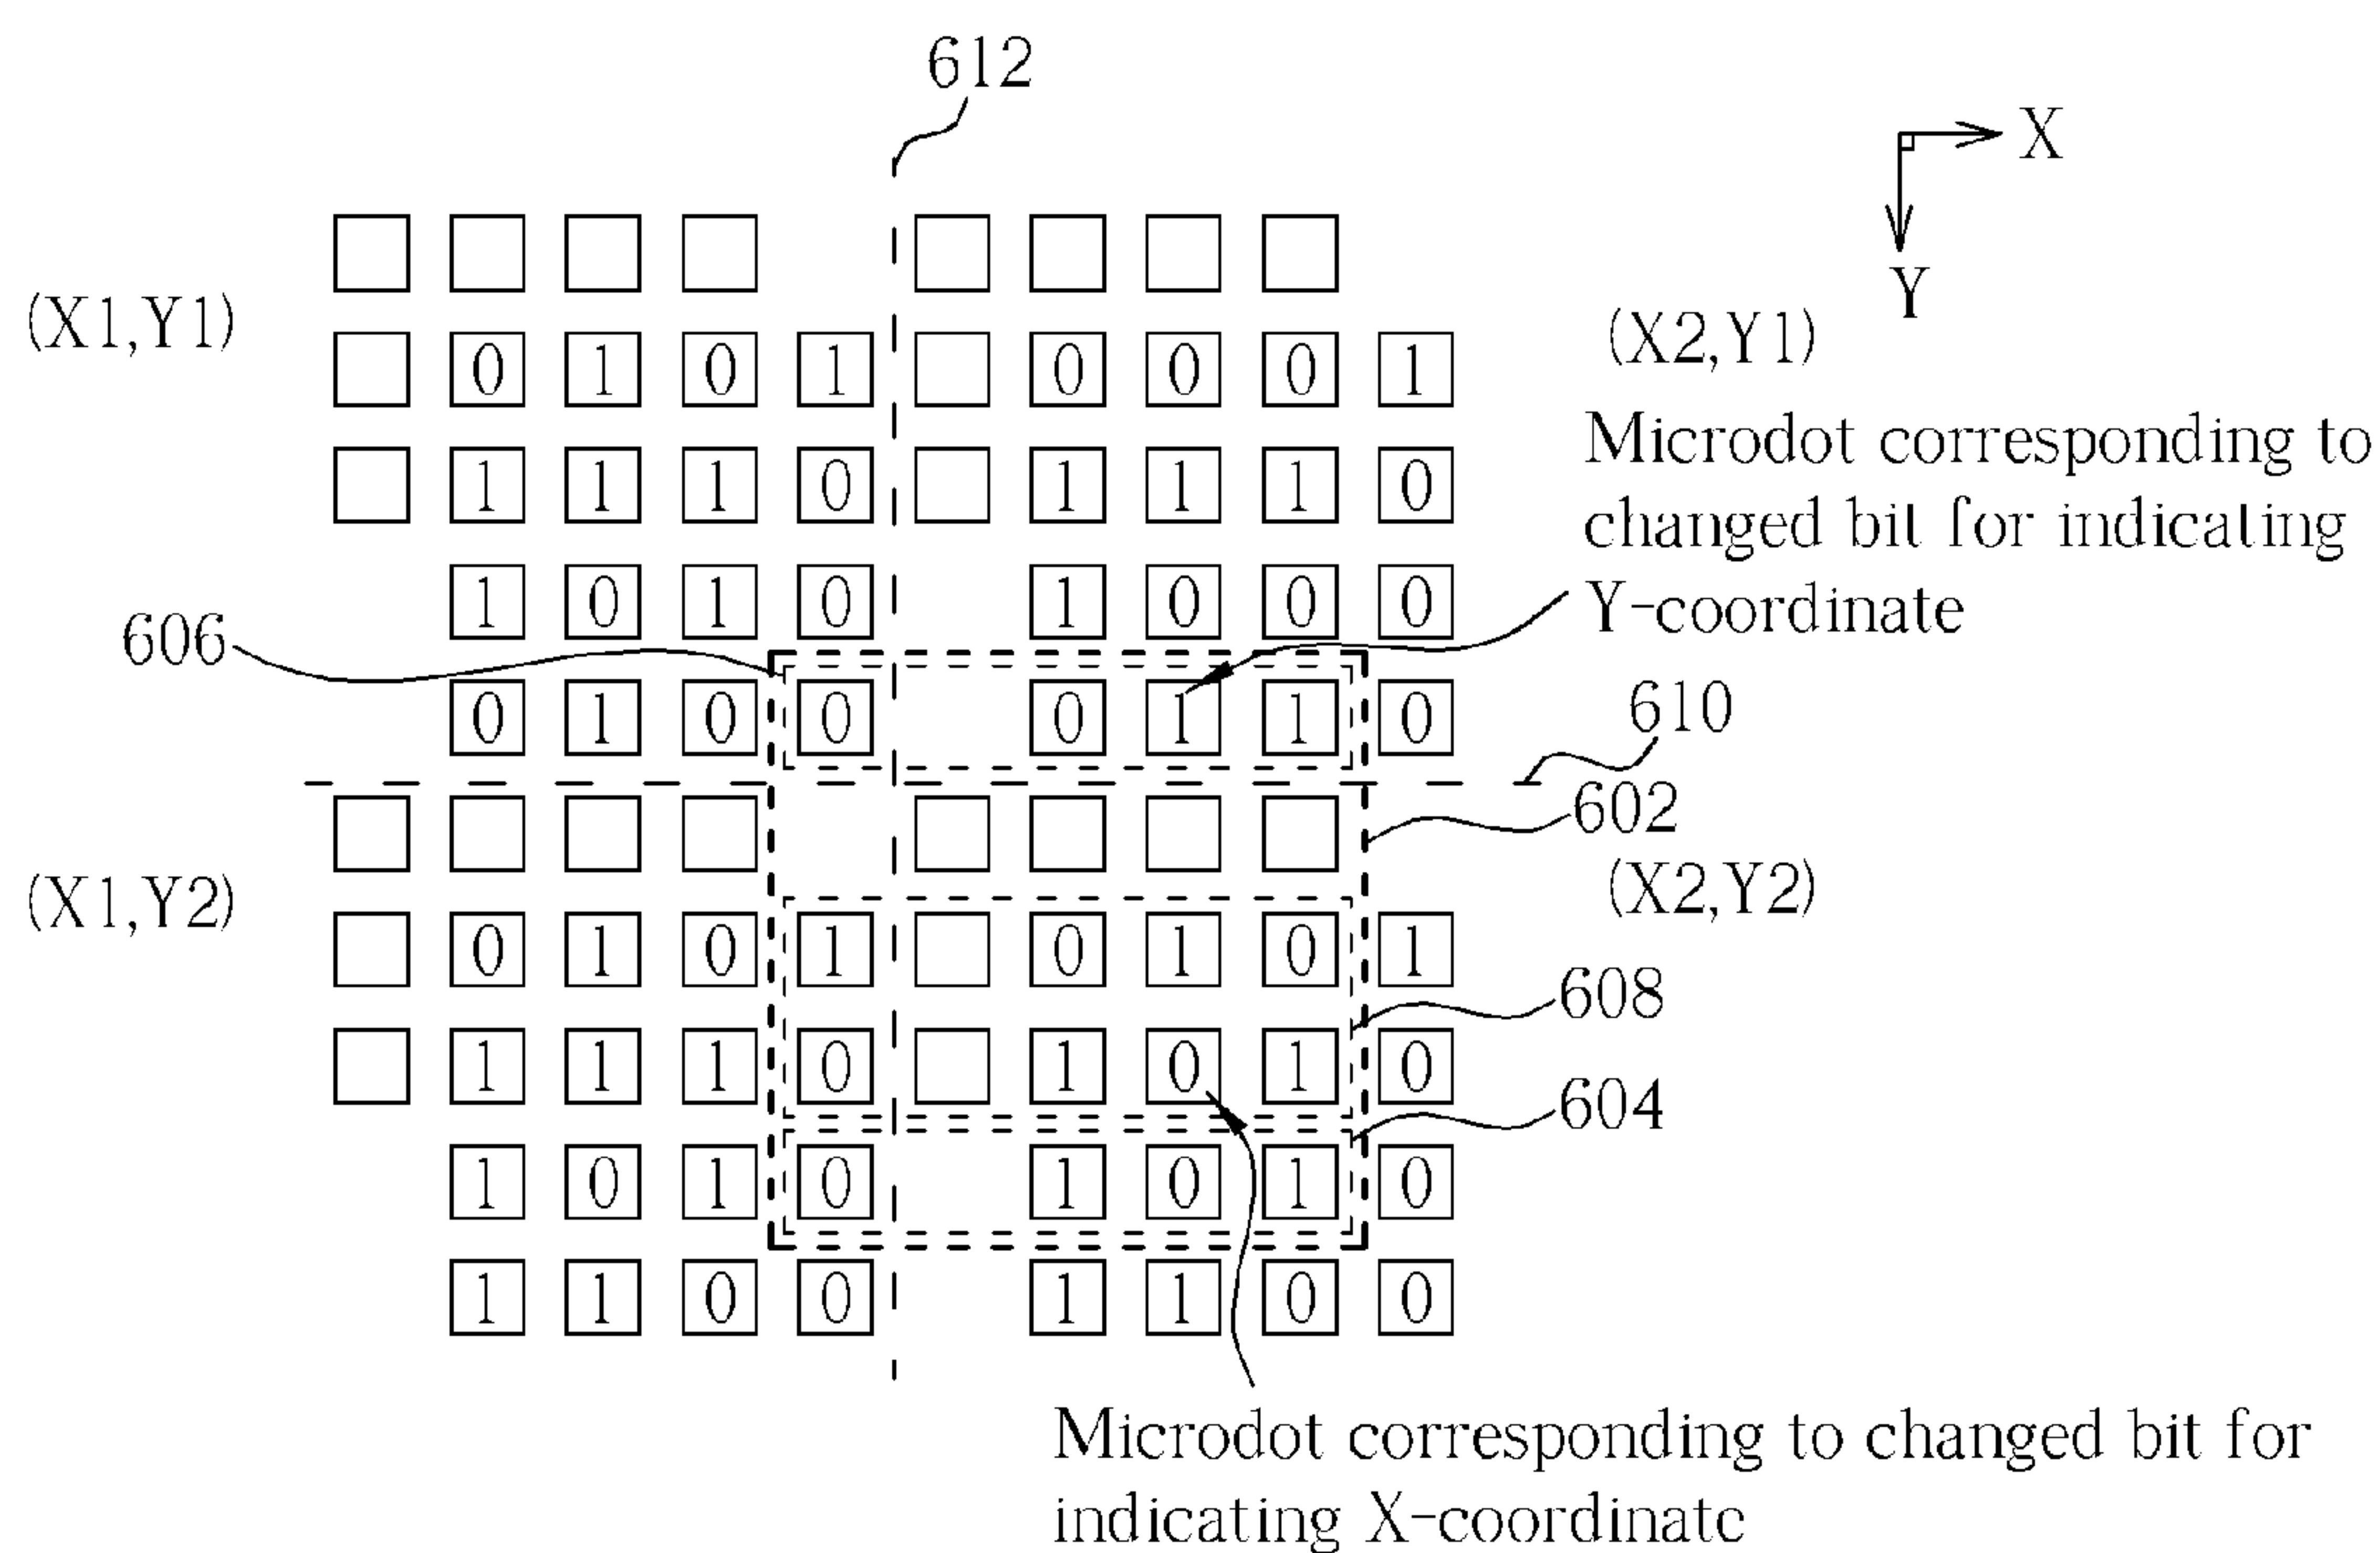 612
X
Y
(X1,Y1)
(X2,Y1)
0 1 0 1 0 0 0 1
Microdot corresponding to
1 1 1 0 1 1 1 0
changed bit for indicating
1 0 1 0 1 0 0 0
Y-coordinate
606
0 1 0 0 0 1 1 0
610
602
(X1,Y2)
(X2,Y2)
0 1 0 1 0 1 0 1
608
1 1 1 0 1 0 1 0
604
1 0 1 0 1 0 1 0
1 1 0 0 1 1 0 0
Microdot corresponding to changed bit for
indicating X-coordinate